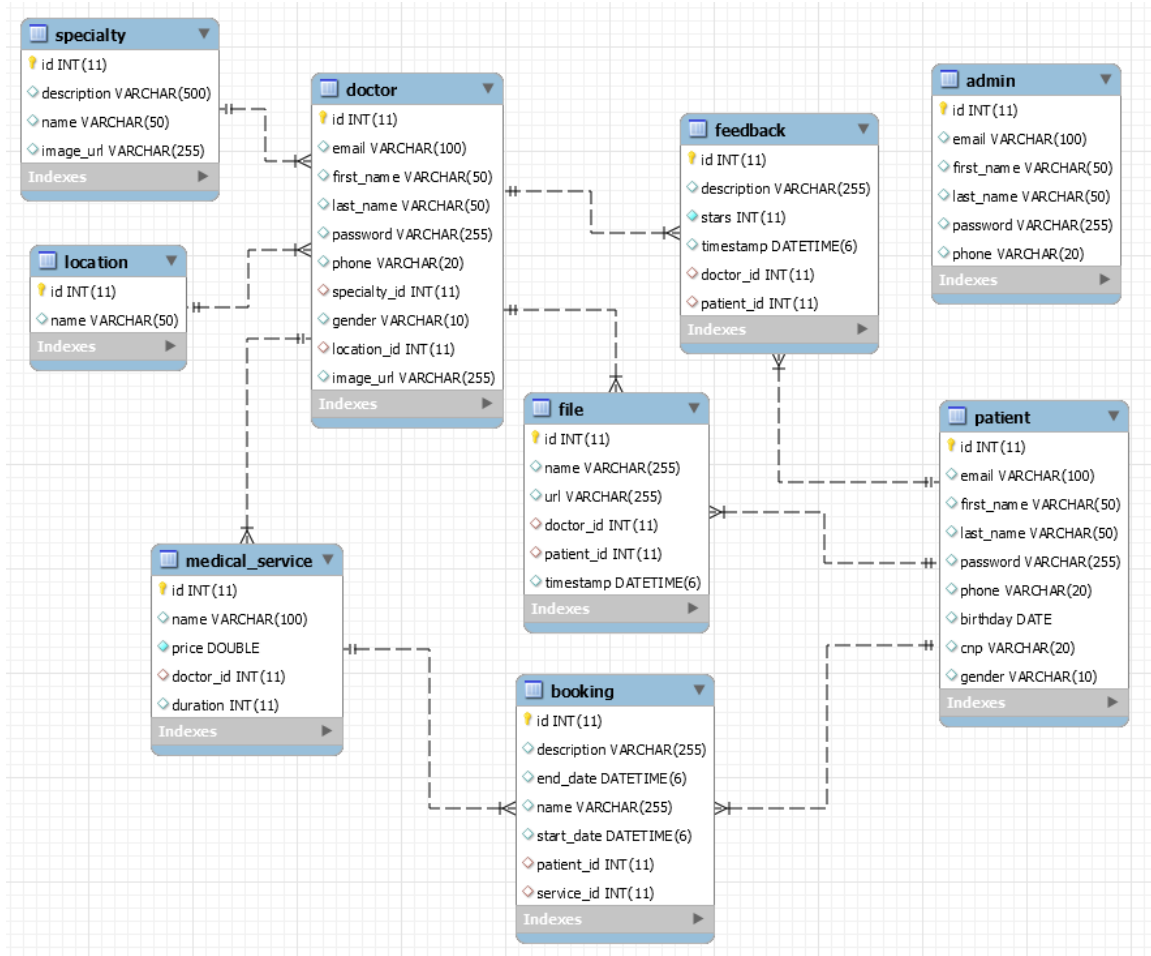 specialty
id INT(11)
description VARCHAR(500)
name VARCHAR(50)
image_url VARCHAR(255)
Indexes
location
id INT(11)
name VARCHAR(50)
Indexes
doctor
id INT(11)
email VARCHAR(100)
first_name VARCHAR(50)
last_name VARCHAR(50)
password VARCHAR(255)
phone VARCHAR(20)
specialty_id INT(11)
gender VARCHAR(10)
location_id INT(11)
image_url VARCHAR(255)
Indexes
feedback
id INT(11)
description VARCHAR(255)
stars INT(11)
timestamp DATETIME(6)
doctor_id INT(11)
patient_id INT(11)
Indexes
admin
id INT(11)
email VARCHAR(100)
first_name VARCHAR(50)
last_name VARCHAR(50)
password VARCHAR(255)
phone VARCHAR(20)
Indexes
file
id INT(11)
name VARCHAR(255)
url VARCHAR(255)
doctor_id INT(11)
patient_id INT(11)
timestamp DATETIME(6)
Indexes
patient
id INT(11)
email VARCHAR(100)
first_name VARCHAR(50)
last_name VARCHAR(50)
password VARCHAR(255)
phone VARCHAR(20)
birthday DATE
cnp VARCHAR(20)
gender VARCHAR(10)
Indexes
medical_service
id INT(11)
name VARCHAR(100)
price DOUBLE
doctor_id INT(11)
duration INT(11)
Indexes
booking
id INT(11)
description VARCHAR(255)
end_date DATETIME(6)
name VARCHAR(255)
start_date DATETIME(6)
patient_id INT(11)
service_id INT(11)
Indexes